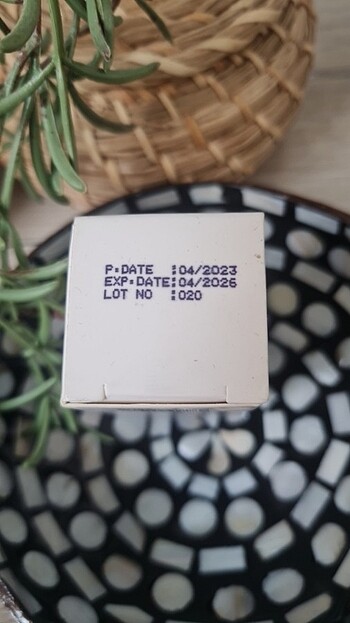 P.DATE :04/2023
EXP.DATE:04/2026
LOT NO :020